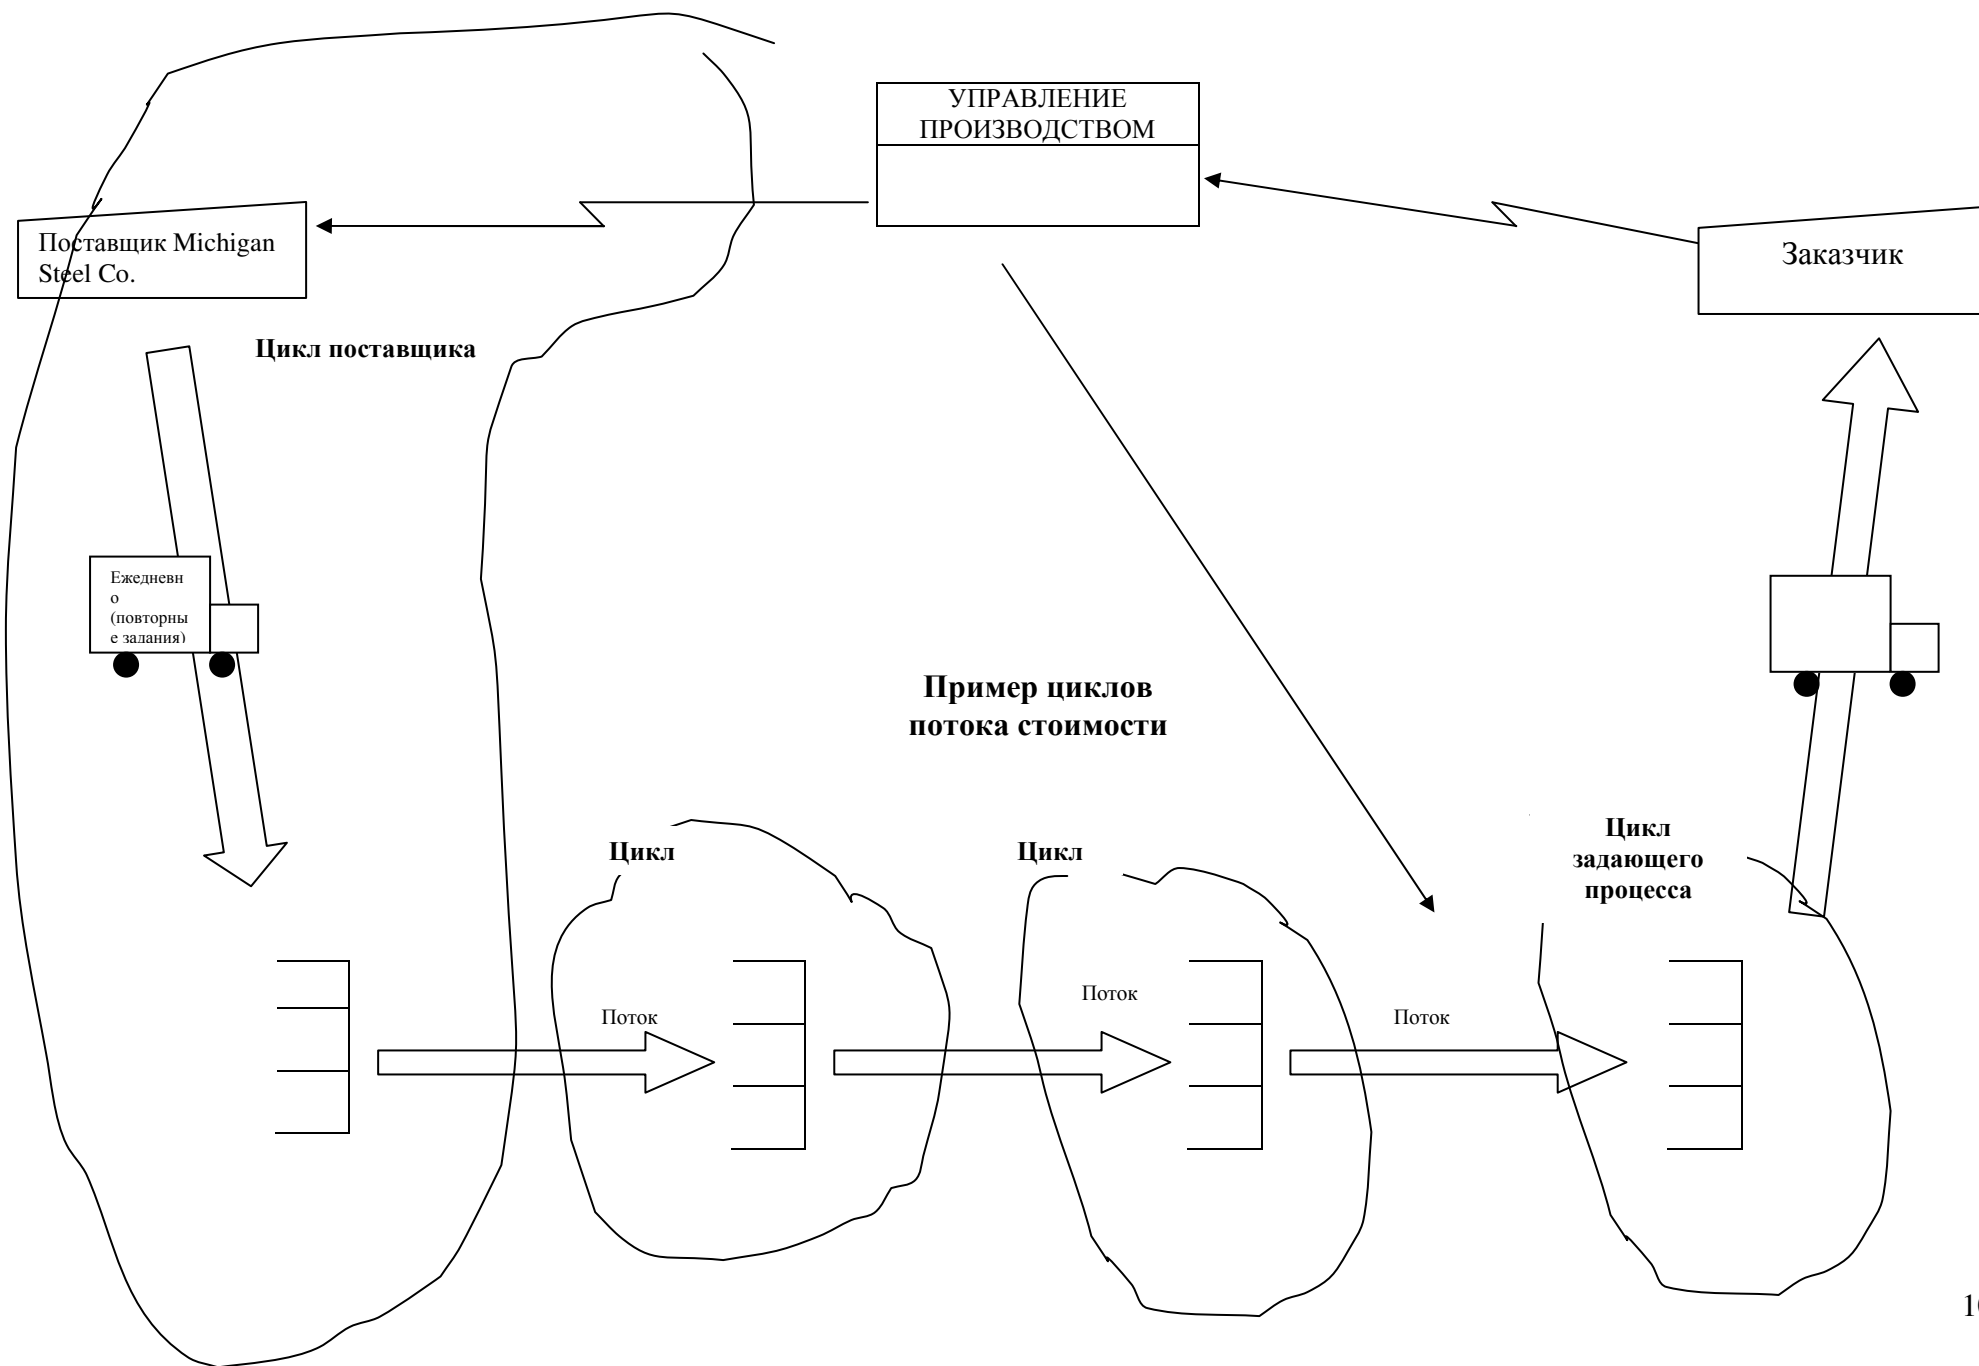 УПРАВЛЕНИЕ
ПРОИЗВОДСТВОМ
Поставщик Michigan
Steel Co.
Заказчик
Цикл поставщика
Ежедневн
о
(повторны
е задания)
Пример циклов
потока стоимости
Цикл
Цикл
Цикл
задающего
процесса
Поток
Поток
Поток